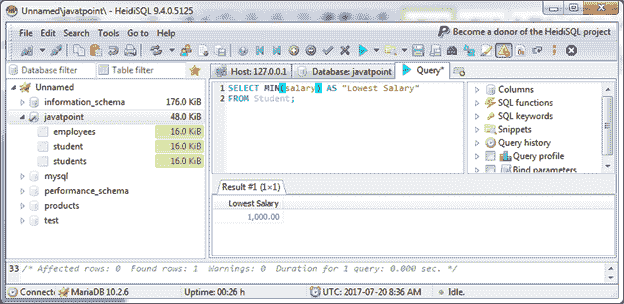 Unnamed\javatpoint\ - HeidiSQL 9.4.0.5125
File Edit Search Tools Go to Help
Become a donor of the HeidiSQL project
Database filter
Table filter
Host: 127.0.0.1
Database: javatpoint
Query*
Unnamed
information_schema 176.0 KiB
javatpoint 48.0 KiB
employees 16.0 KiB
student 16.0 KiB
students 16.0 KiB
mysql
performance_schema
products
test
1 SELECT MIN(salary) AS "Lowest Salary"
2 FROM Student;
Columns
SQL functions
SQL keywords
Snippets
Query history
Query profile
Bind parameters
Result #1 (1×1)
Lowest Salary
1,000.00
33 /* Affected rows: 0 Found rows: 1 Warnings: 0 Duration for 1 query: 0.000 sec. */
Connecte
MariaDB 10.2.6
Uptime: 00:26 h
UTC: 2017-07-20 8:36 AM
Idle.